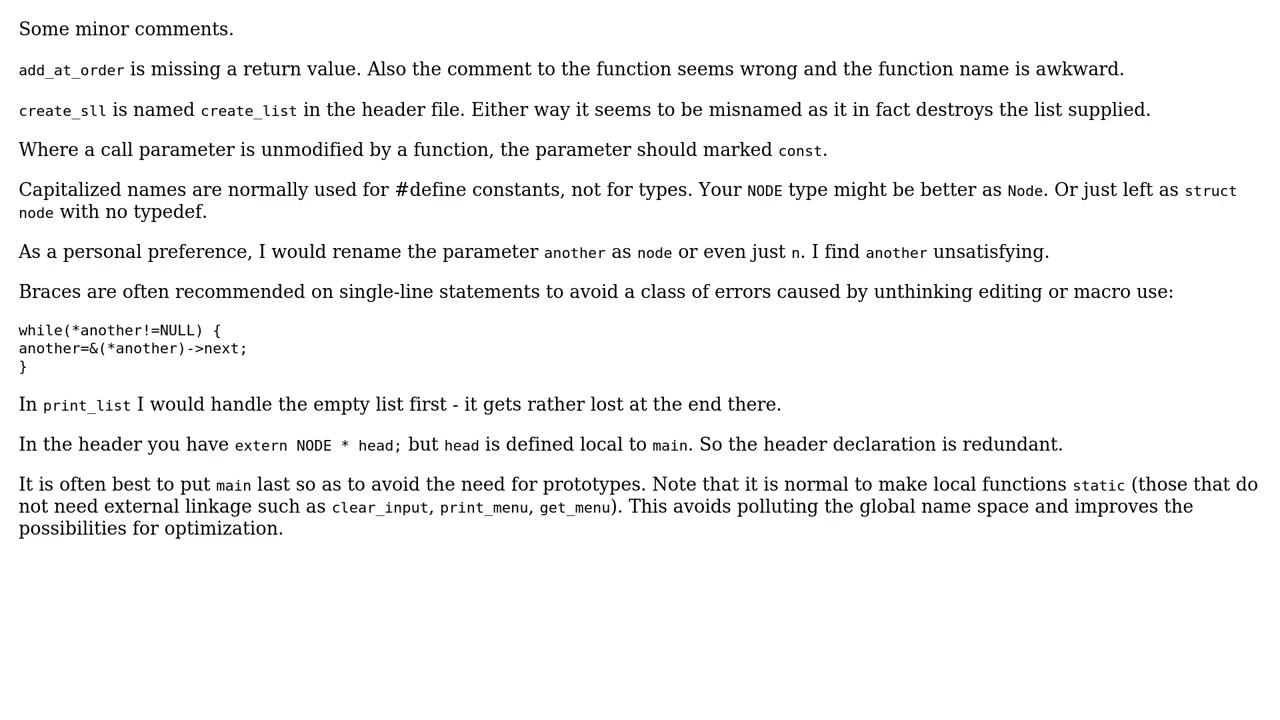 Some minor comments.
add_at_order is missing a return value. Also the comment to the function seems wrong and the function name is awkward.
create_sll is named create_list in the header file. Either way it seems to be misnamed as it in fact destroys the list supplied.
Where a call parameter is unmodified by a function, the parameter should marked const.
Capitalized names are normally used for #define constants, not for types. Your NODE type might be better as Node. Or just left as struct
node with no typedef.
As a personal preference, I would rename the parameter another as node or even just n. I find another unsatisfying.
Braces are often recommended on single-line statements to avoid a class of errors caused by unthinking editing or macro use:
while(*another!=NULL) {
another=&(*another)->next;
}
In print_list I would handle the empty list first - it gets rather lost at the end there.
In the header you have extern NODE * head; but head is defined local to main. So the header declaration is redundant.
It is often best to put main last so as to avoid the need for prototypes. Note that it is normal to make local functions static (those that do
not need external linkage such as clear_input, print_menu, get_menu). This avoids polluting the global name space and improves the
possibilities for optimization.